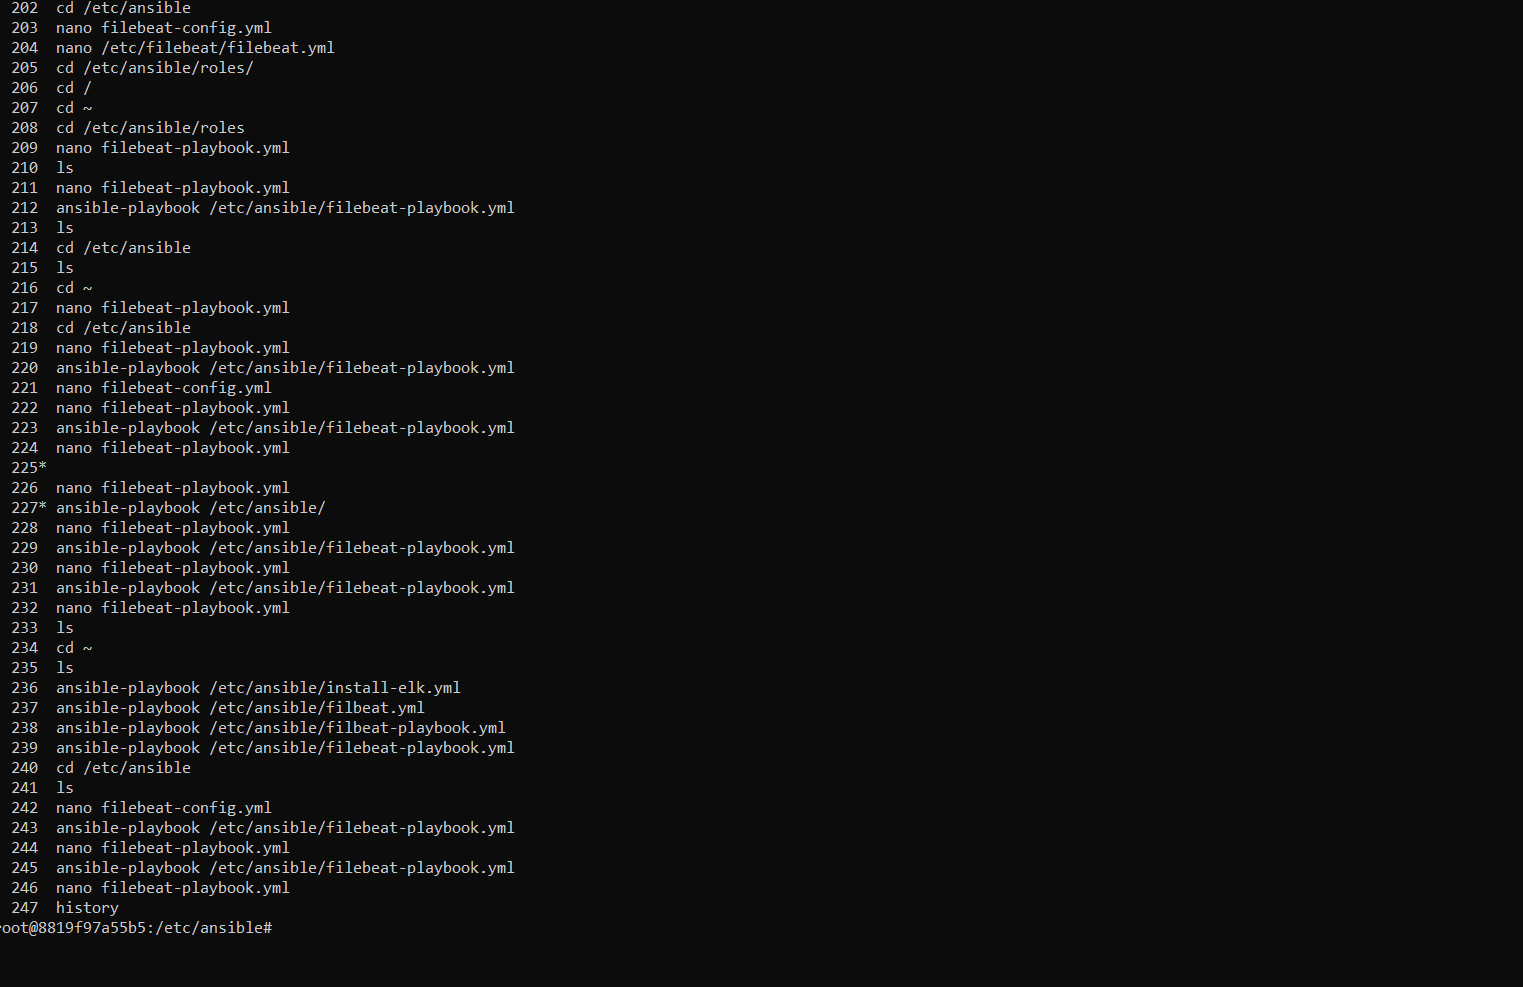 202  cd /etc/ansible
203  nano filebeat-config.yml
204  nano /etc/filebeat/filebeat.yml
205  cd /etc/ansible/roles/
206  cd /
207  cd ~
208  cd /etc/ansible/roles
209  nano filebeat-playbook.yml
210  ls
211  nano filebeat-playbook.yml
212  ansible-playbook /etc/ansible/filebeat-playbook.yml
213  ls
214  cd /etc/ansible
215  ls
216  cd ~
217  nano filebeat-playbook.yml
218  cd /etc/ansible
219  nano filebeat-playbook.yml
220  ansible-playbook /etc/ansible/filebeat-playbook.yml
221  nano filebeat-config.yml
222  nano filebeat-playbook.yml
223  ansible-playbook /etc/ansible/filebeat-playbook.yml
224  nano filebeat-playbook.yml
225*
226  nano filebeat-playbook.yml
227* ansible-playbook /etc/ansible/
228  nano filebeat-playbook.yml
229  ansible-playbook /etc/ansible/filebeat-playbook.yml
230  nano filebeat-playbook.yml
231  ansible-playbook /etc/ansible/filebeat-playbook.yml
232  nano filebeat-playbook.yml
233  ls
234  cd ~
235  ls
236  ansible-playbook /etc/ansible/install-elk.yml
237  ansible-playbook /etc/ansible/filbeat.yml
238  ansible-playbook /etc/ansible/filbeat-playbook.yml
239  ansible-playbook /etc/ansible/filebeat-playbook.yml
240  cd /etc/ansible
241  ls
242  nano filebeat-config.yml
243  ansible-playbook /etc/ansible/filebeat-playbook.yml
244  nano filebeat-playbook.yml
245  ansible-playbook /etc/ansible/filebeat-playbook.yml
246  nano filebeat-playbook.yml
247  history
root@8819f97a55b5:/etc/ansible#